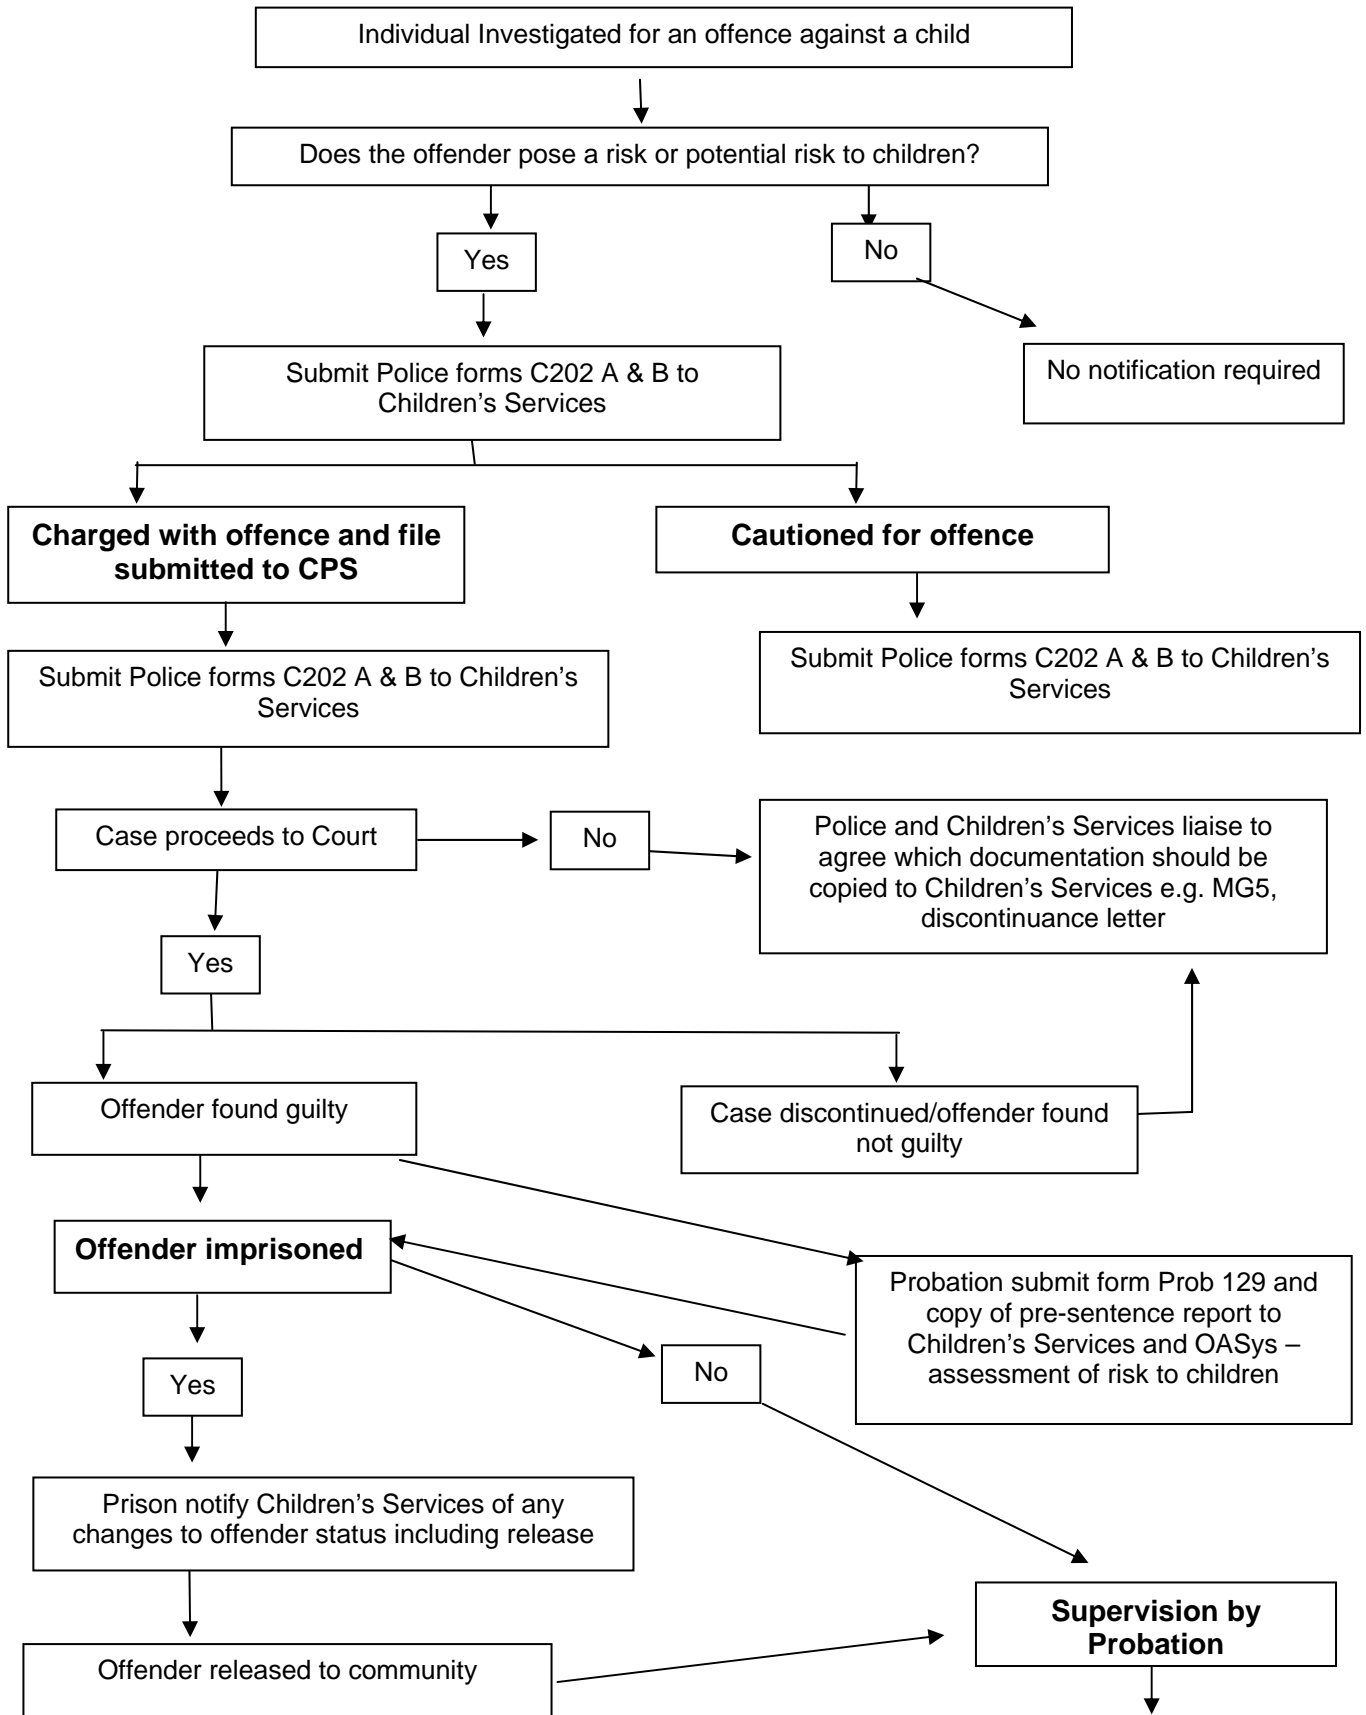 Individual Investigated for an offence against a child
Does the offender pose a risk or potential risk to children?
Yes
No
No notification required
Submit Police forms C202 A & B to
Children’s Services
Charged with offence and file
submitted to CPS
Cautioned for offence
Submit Police forms C202 A & B to Children’s
Services
Submit Police forms C202 A & B to Children’s
Services
Case proceeds to Court
No
Police and Children’s Services liaise to
agree which documentation should be
copied to Children’s Services e.g. MG5,
discontinuance letter
Yes
Offender found guilty
Case discontinued/offender found
not guilty
Offender imprisoned
Probation submit form Prob 129 and
copy of pre-sentence report to
Children’s Services and OASys –
assessment of risk to children
Yes
No
Prison notify Children’s Services of any
changes to offender status including release
Supervision by
Probation
Offender released to community